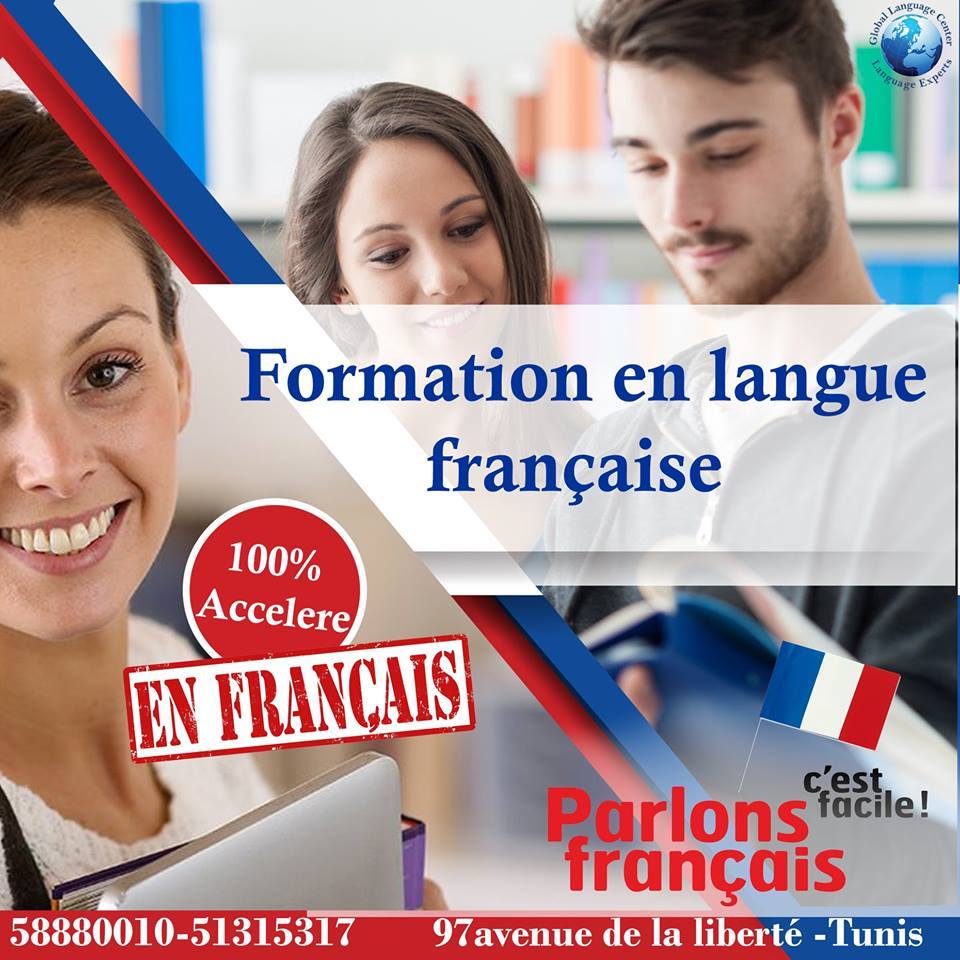 Global Language Center
Language Experts
Formation en langue
française
100%
Accelere
EN FRANÇAIS
c'est
facile!
Parlons
français
58880010-51315317
97avenue de la liberté -Tunis